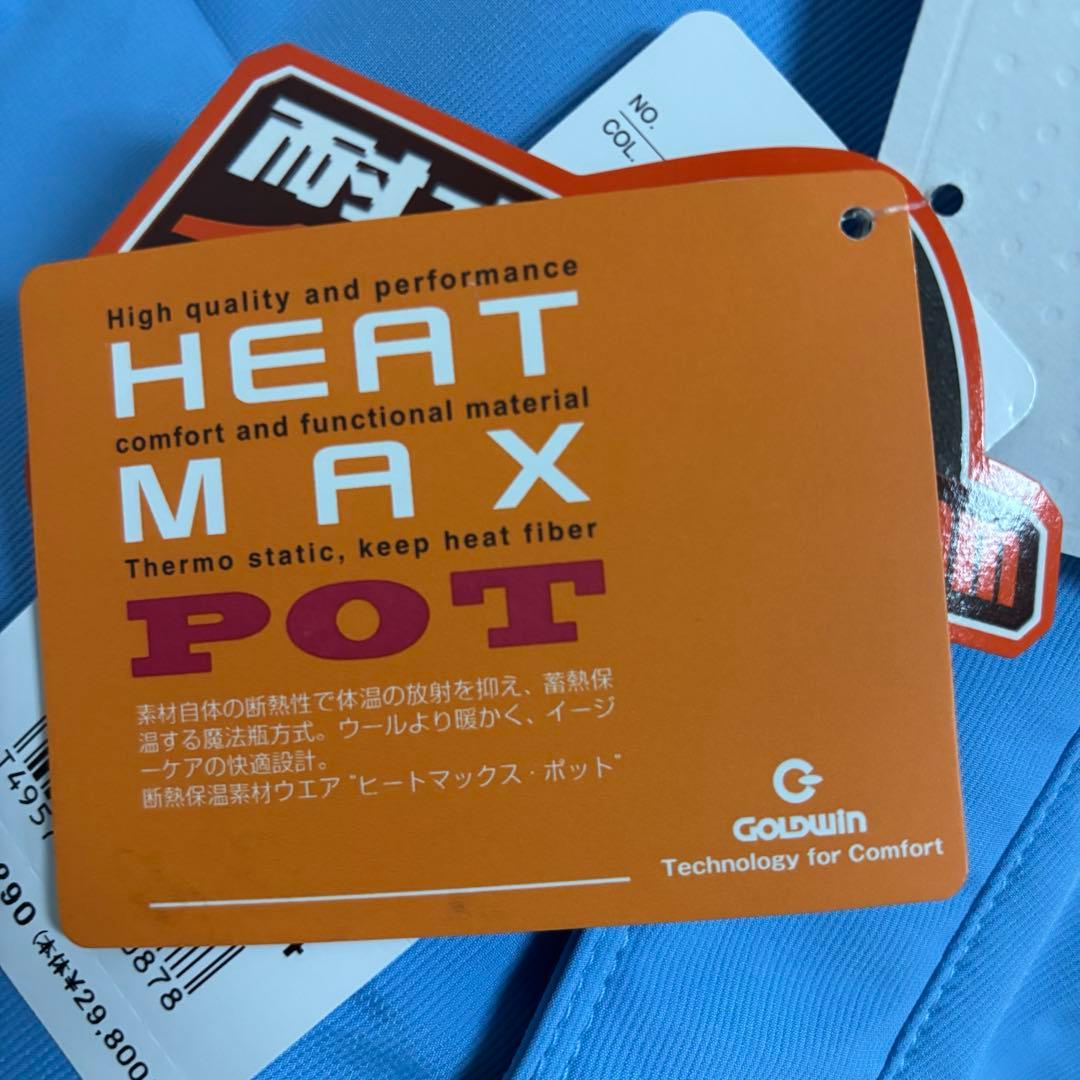 耐
NO.
COL.
High quality and performance
HEAT
comfort and functional material
MAX
Thermo static, keep heat fiber
POT
素材自体の断熱性で体温の放射を抑え、蓄熱保
温する魔法瓶方式。ウールより暖かく、イージ
ーケアの快適設計。
断熱保温素材ウエア "ヒートマックス・ポット"
GOLDWIN
Technology for Comfort
T4957
0878
290 (本体¥29,800